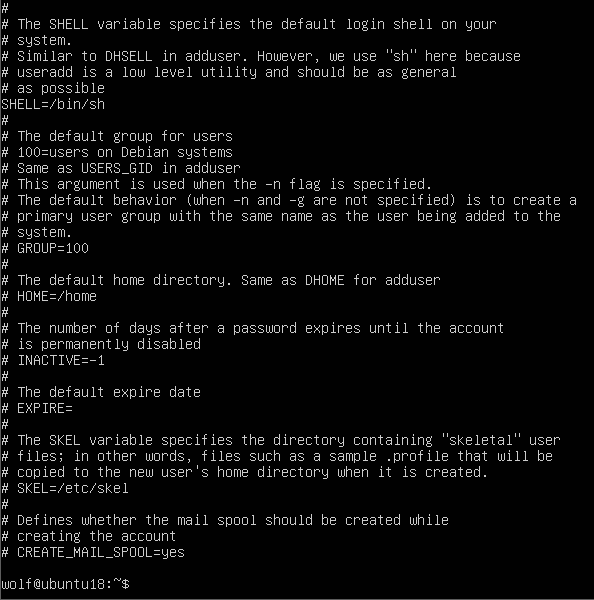 #
# The SHELL variable specifies the default login shell on your
# system.
# Similar to DHSELL in adduser. However, we use "sh" here because
# useradd is a low level utility and should be as general
# as possible
SHELL=/bin/sh
#
# The default group for users
# 100=users on Debian systems
# Same as USERS_GID in adduser
# This argument is used when the -n flag is specified.
# The default behavior (when -n and -g are not specified) is to create a
# primary user group with the same name as the user being added to the
# system.
# GROUP=100
#
# The default home directory. Same as DHOME for adduser
# HOME=/home
#
# The number of days after a password expires until the account
# is permanently disabled
# INACTIVE=-1
#
# The default expire date
# EXPIRE=
#
# The SKEL variable specifies the directory containing "skeletal" user
# files; in other words, files such as a sample .profile that will be
# copied to the new user's home directory when it is created.
# SKEL=/etc/skel
#
# Defines whether the mail spool should be created while
# creating the account
# CREATE_MAIL_SPOOL=yes
wolf@ubuntu18:~$